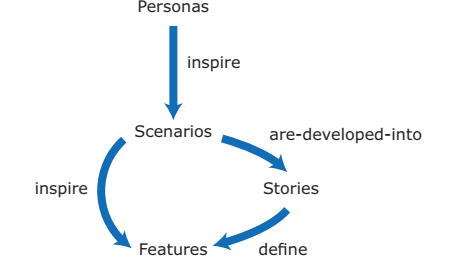 Personas
inspire
Scenarios
are-developed-into
inspire
Stories
Features
define